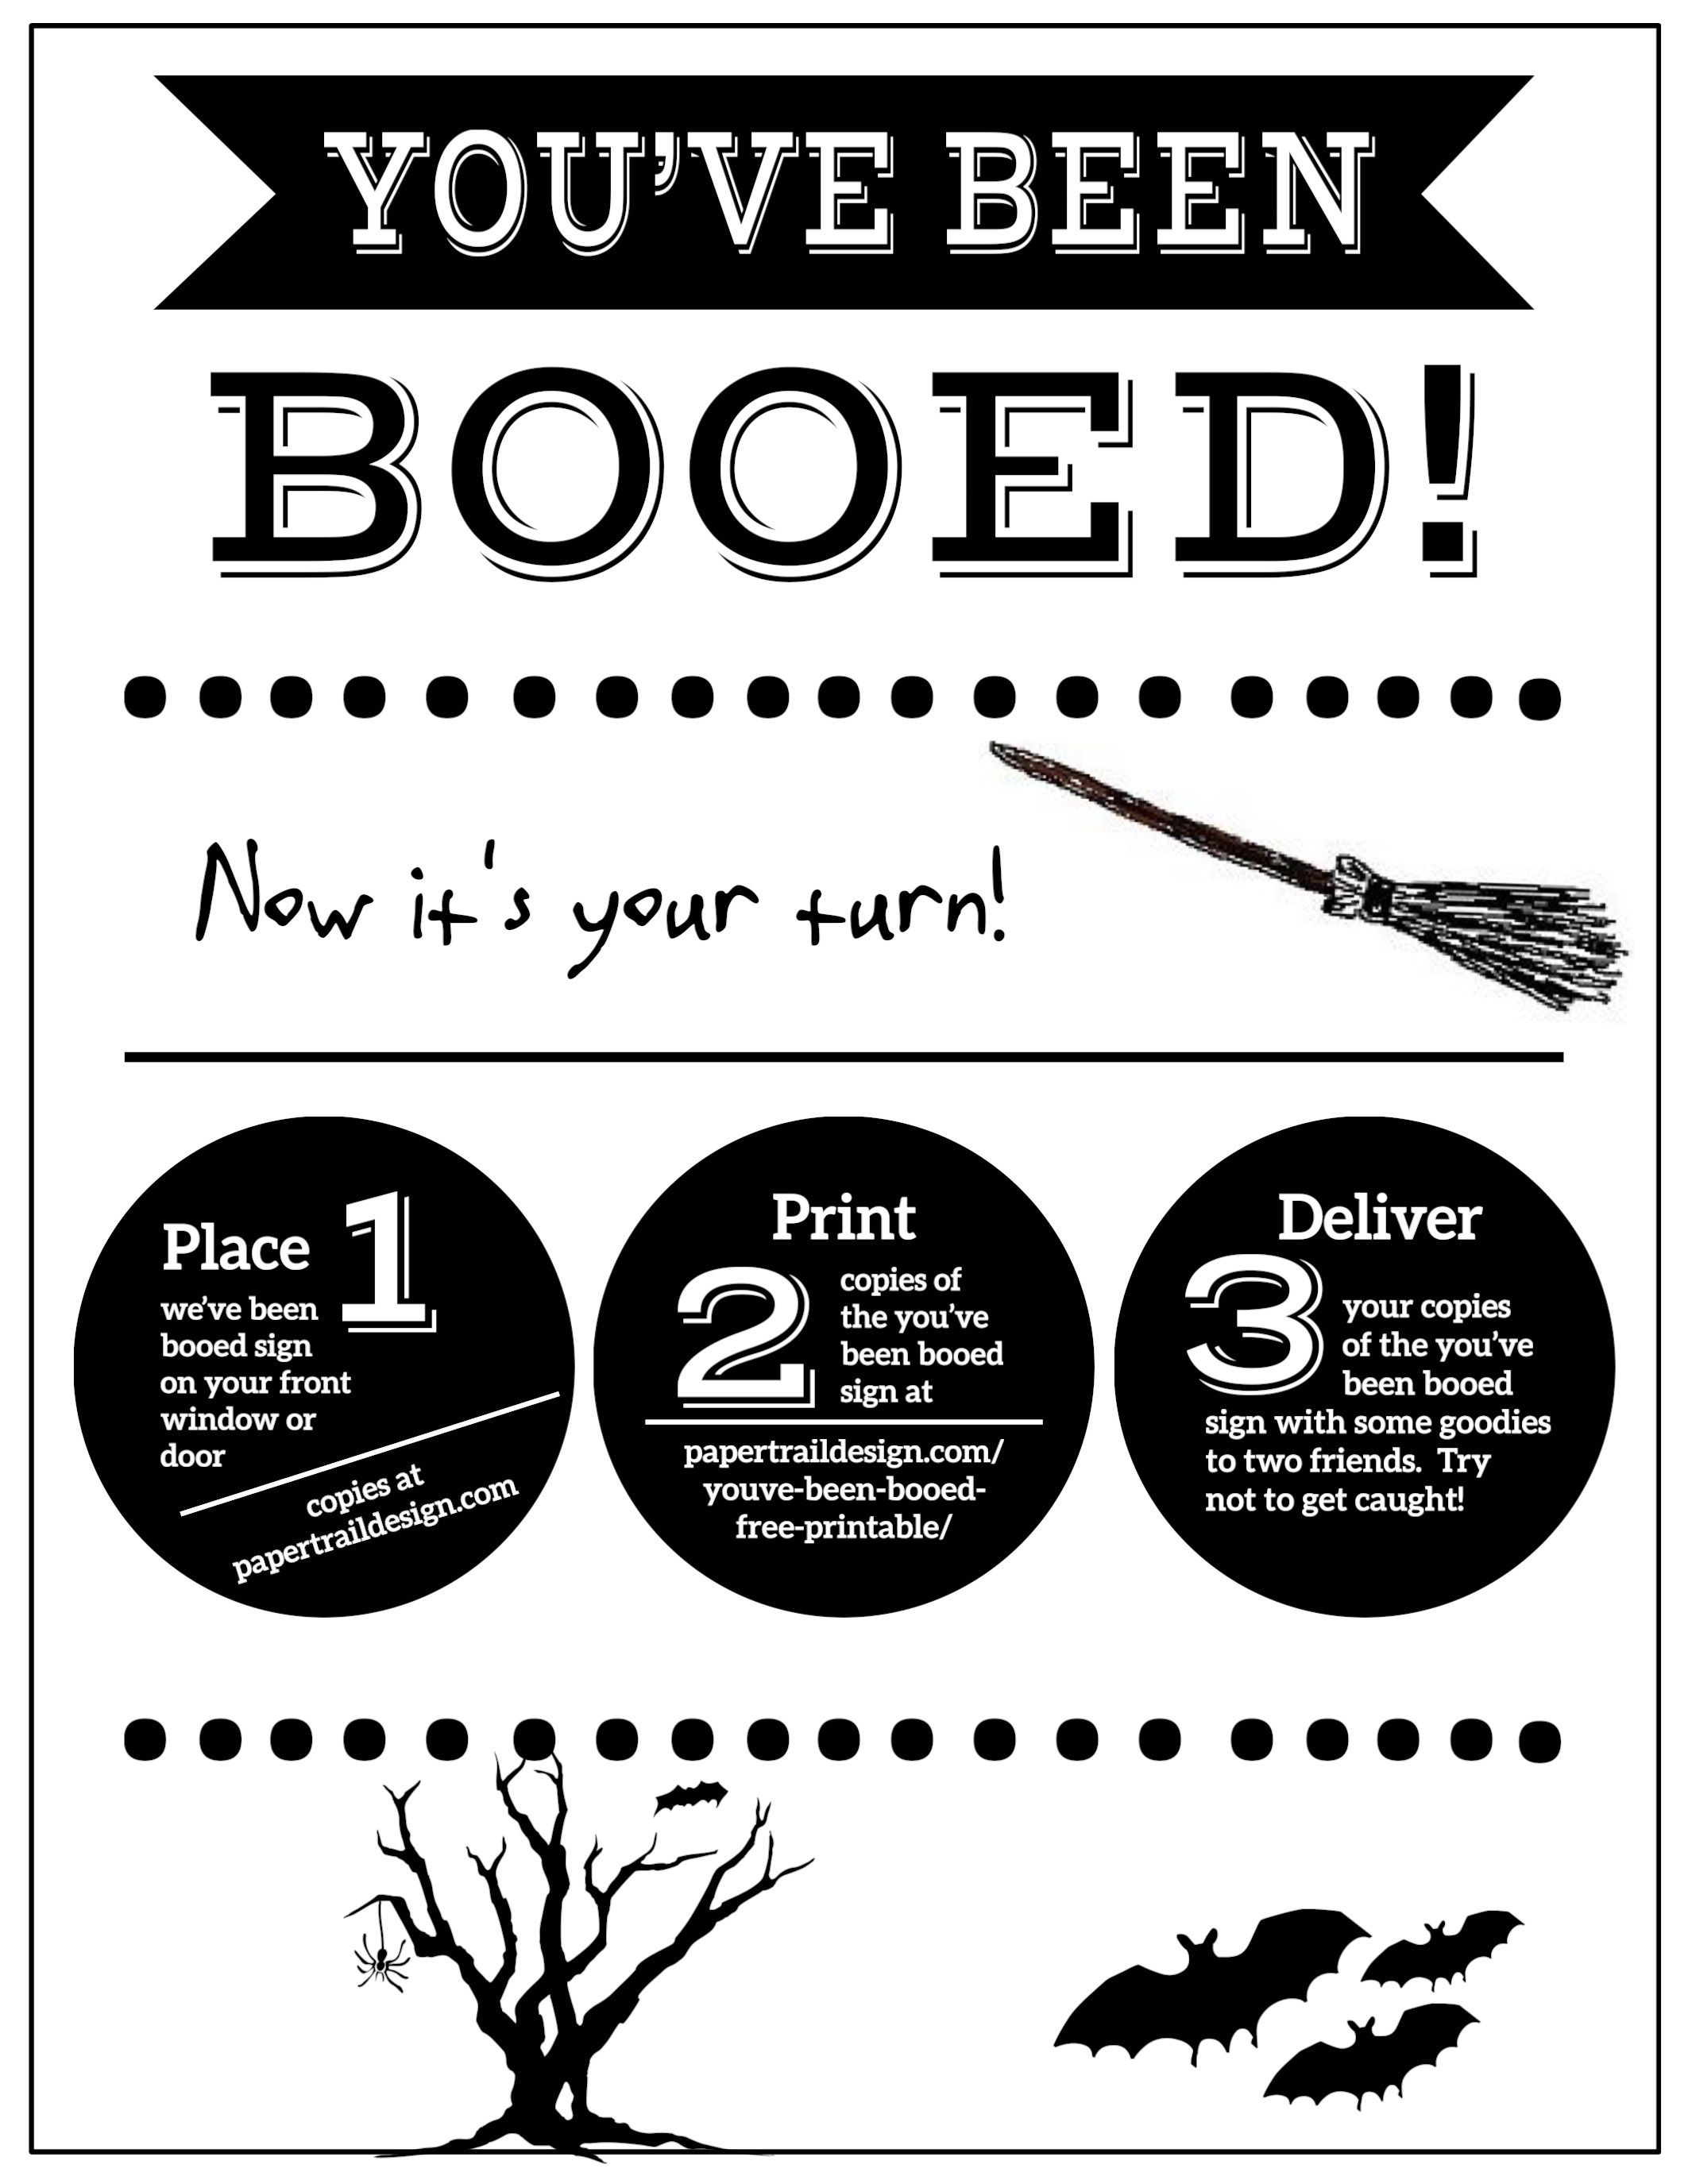 YOU'VE BEEN
BOOED!
Now it's your turn!
Place 1
we've been
booed sign
on your front
window or
door
copies at
papertraildesign.com
Print
2
copies of
the you've
been booed
sign at
papertraildesign.com/
youve-been-booed-
free-printable/
Deliver
3
your copies
of the you've
been booed
sign with some goodies
to two friends.  Try
not to get caught!